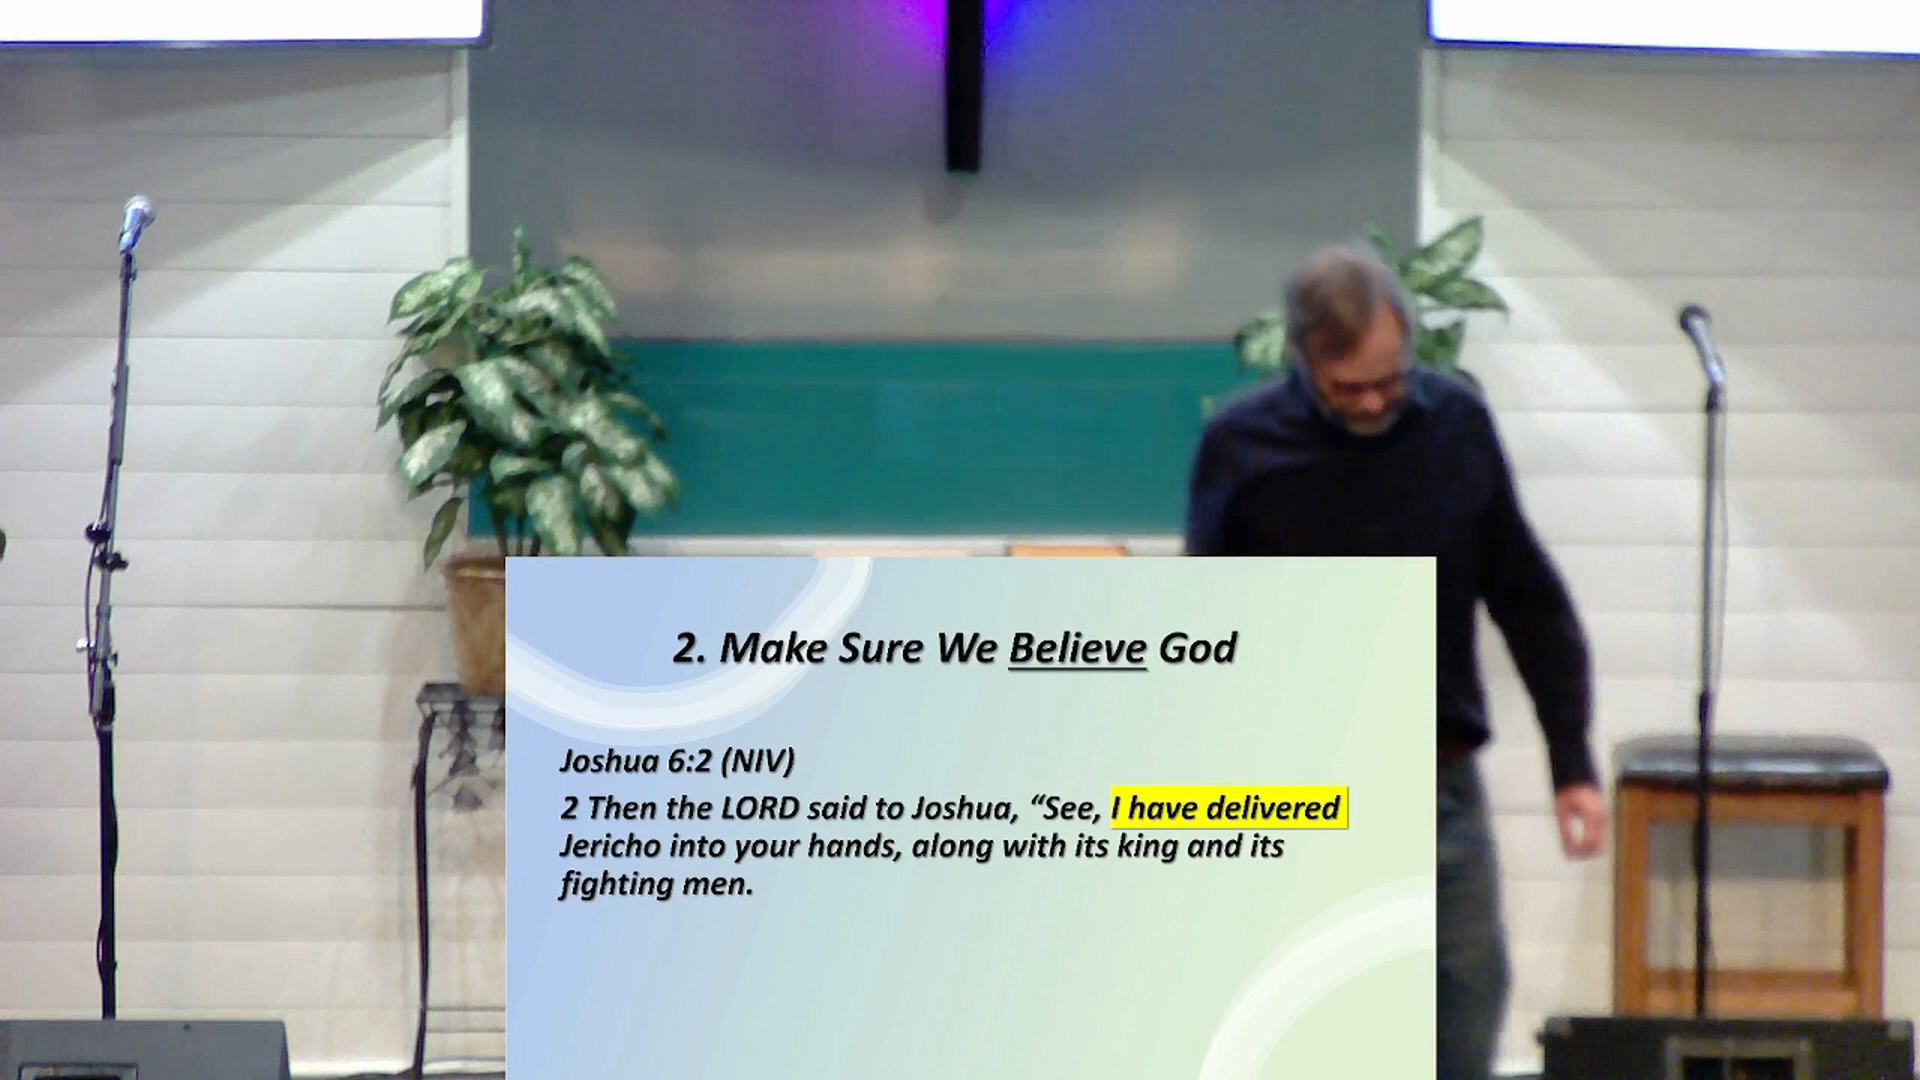 2. Make Sure We Believe God
Joshua 6:2 (NIV)
2 Then the LORD said to Joshua, “See, I have delivered
Jericho into your hands, along with its king and its
fighting men.